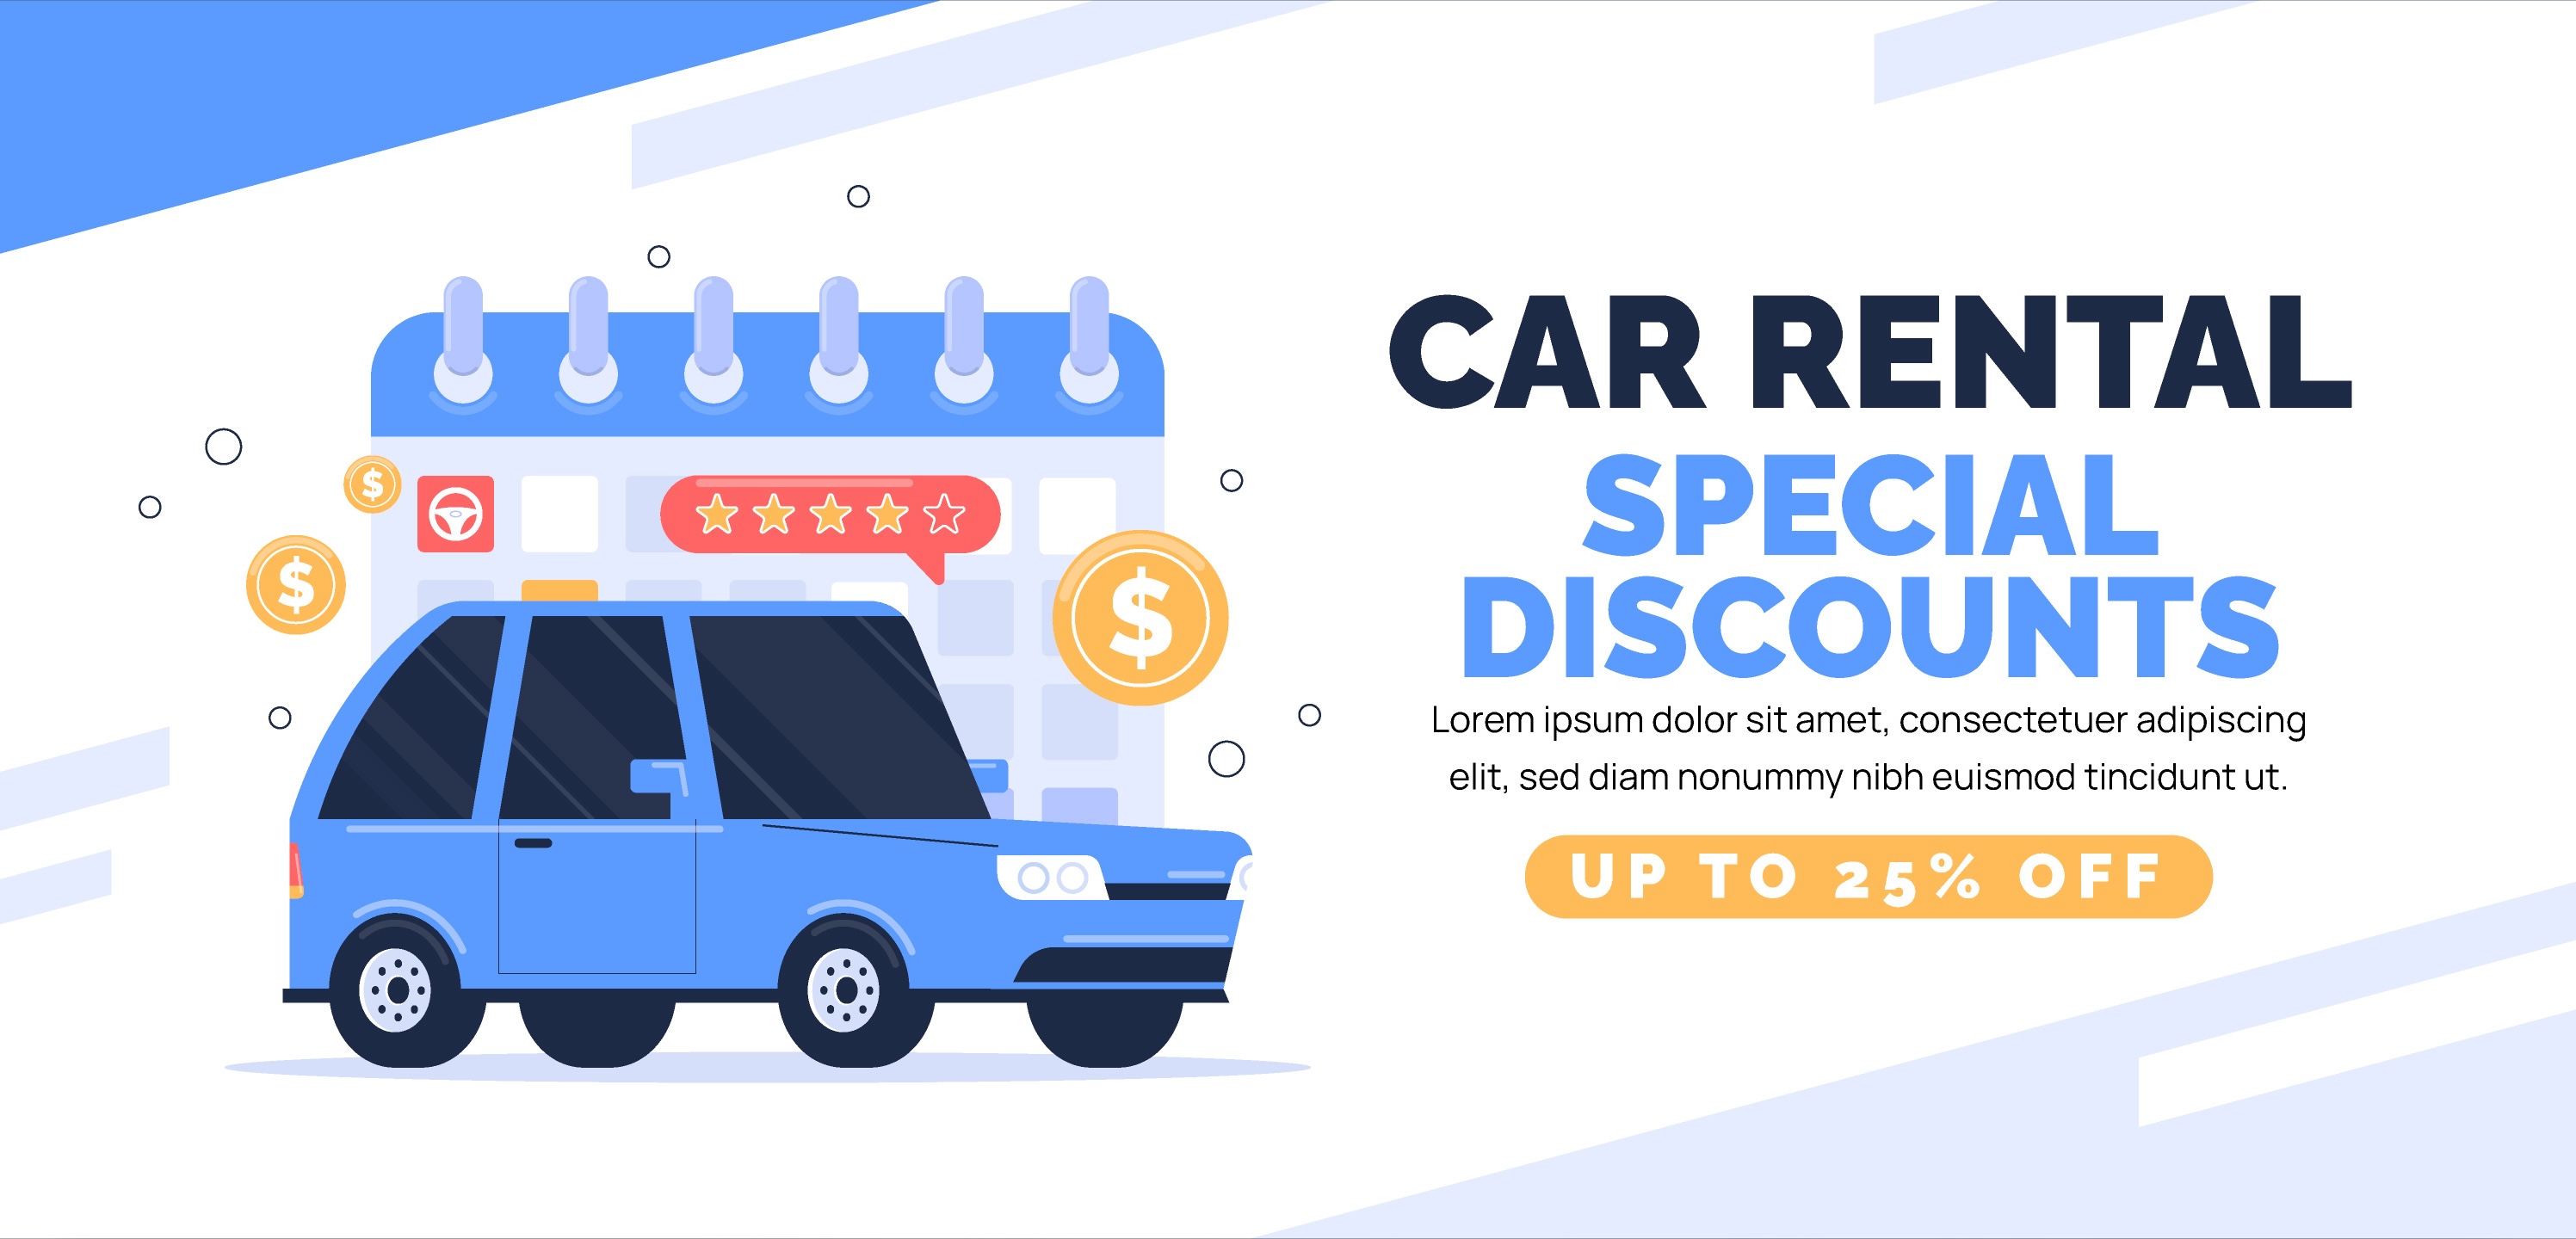 CAR RENTAL
SPECIAL
DISCOUNTS
Lorem ipsum dolor sit amet, consectetuer adipiscing
elit, sed diam nonummy nibh euismod tincidunt ut.
UP TO 25% OFF
$
$
$